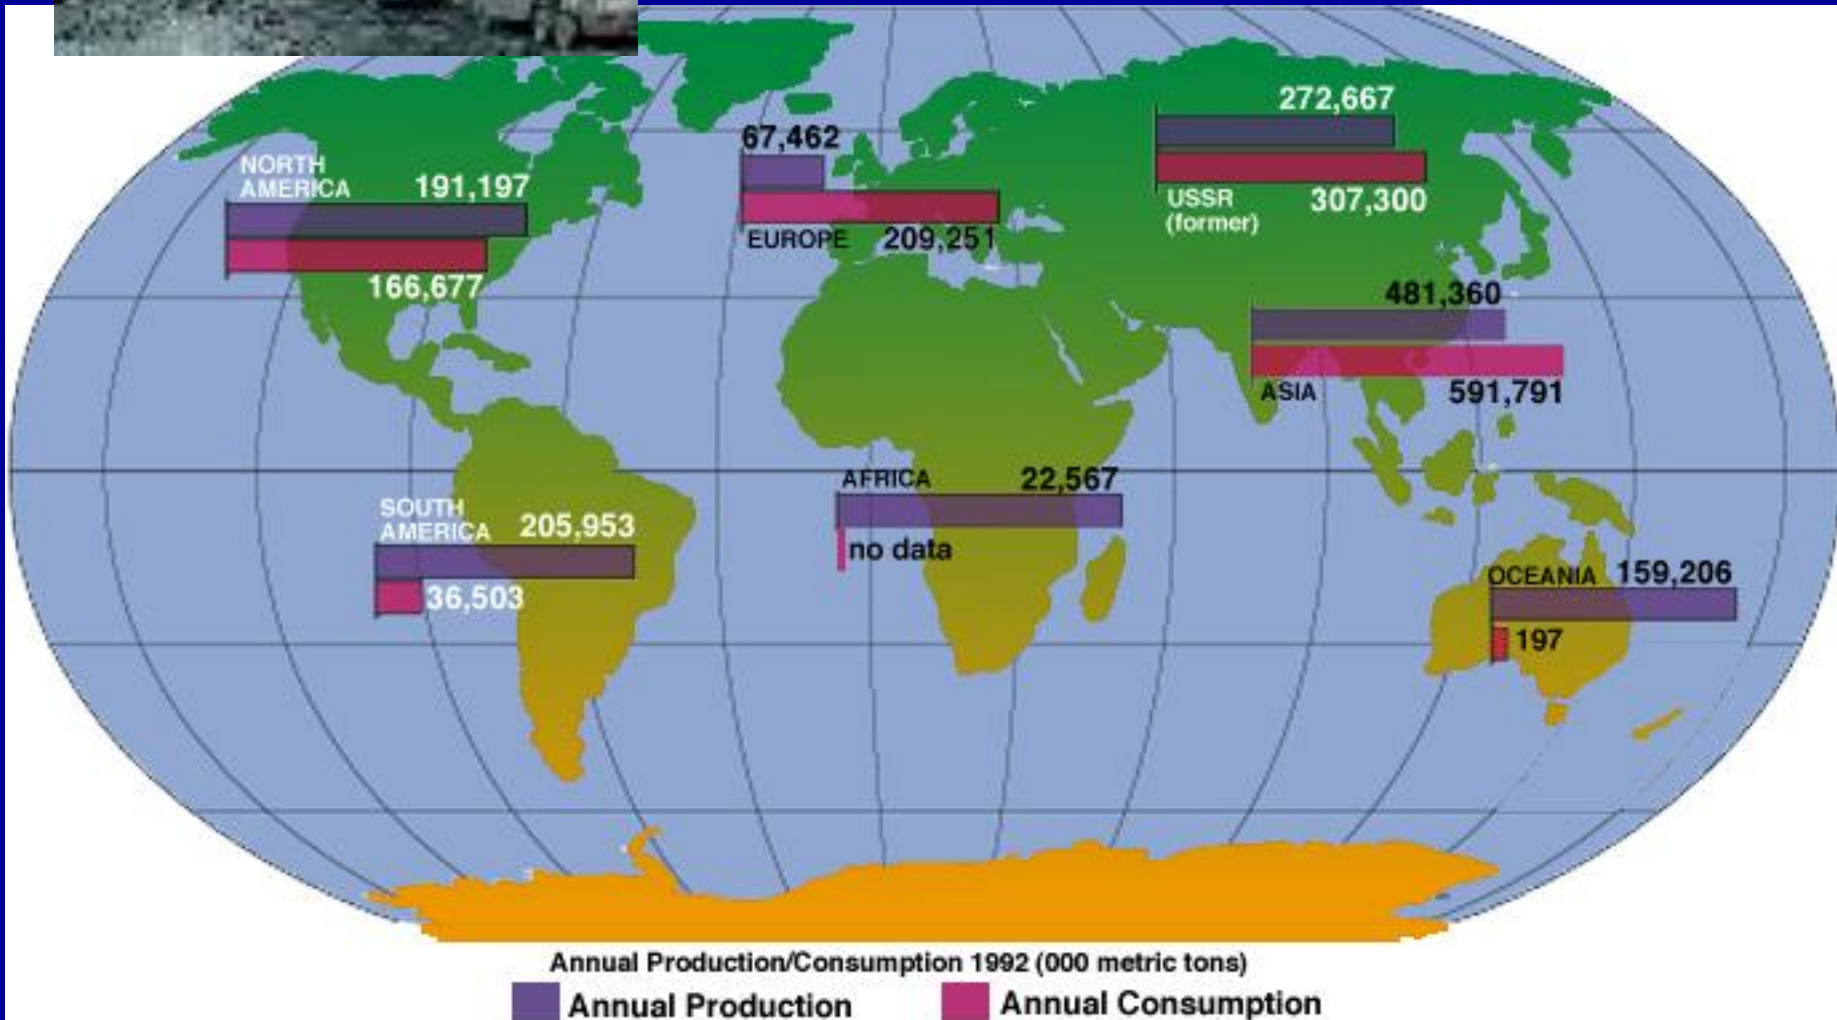 272,667
67,462
NORTH
AMERICA 191,197
USSR
(former) 307,300
EUROPE 209,251
166,677
481,360
ASIA 591,791
AFRICA 22,567
SOUTH
AMERICA 205,953
no data
OCEANIA 159,206
36,503
197
Annual Production/Consumption 1992 (000 metric tons)
Annual Production Annual Consumption